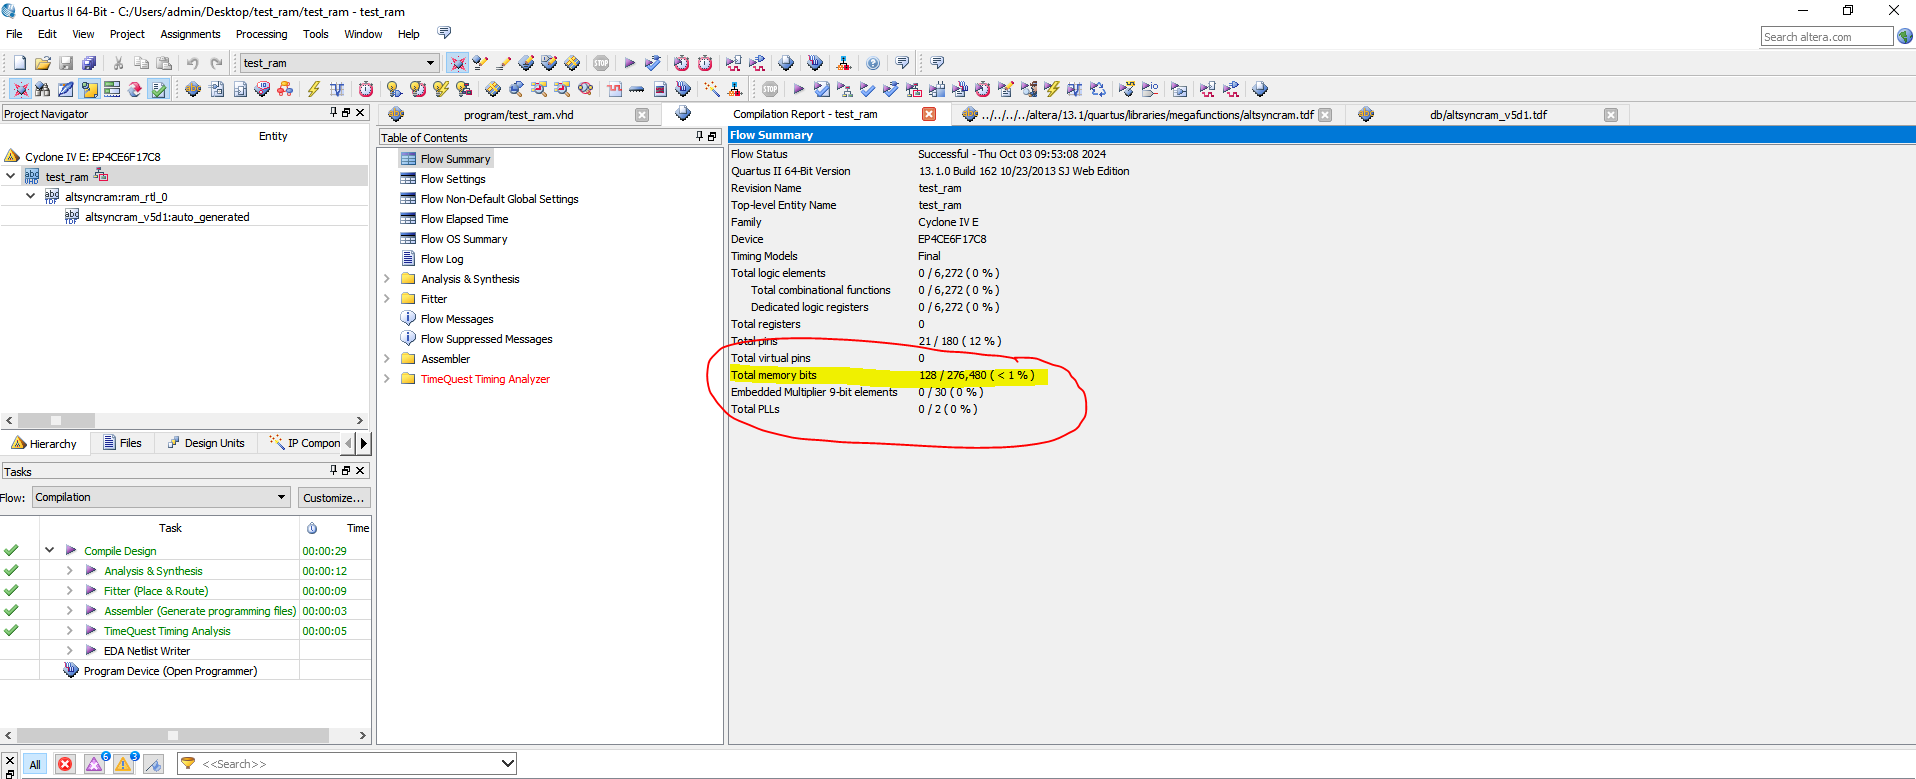 Quartus II 64-Bit - C:/Users/admin/Desktop/test_ram/test_ram - test_ram
File Edit View Project Assignments Processing Tools Window Help
Search altera.com
test_ram
Project Navigator
program/test_ram.vhd
Compilation Report - test_ram
../../../../altera/13.1/quartus/libraries/megafunctions/altsyncram.tdf
db/altsyncram_v5d1.tdf
Entity
Cyclone IV E: EP4CE6F17C8
test_ram
altsyncram:ram_rtl_0
altsyncram_v5d1:auto_generated
Hierarchy Files Design Units IP Compon
Tasks
Flow: Compilation Customize...
Task Time
Compile Design 00:00:29
Analysis & Synthesis 00:00:12
Fitter (Place & Route) 00:00:09
Assembler (Generate programming files) 00:00:03
TimeQuest Timing Analysis 00:00:05
EDA Netlist Writer
Program Device (Open Programmer)
Table of Contents
Flow Summary
Flow Settings
Flow Non-Default Global Settings
Flow Elapsed Time
Flow OS Summary
Flow Log
Analysis & Synthesis
Fitter
Flow Messages
Flow Suppressed Messages
Assembler
TimeQuest Timing Analyzer
Flow Summary
Flow Status Successful - Thu Oct 03 09:53:08 2024
Quartus II 64-Bit Version 13.1.0 Build 162 10/23/2013 SJ Web Edition
Revision Name test_ram
Top-level Entity Name test_ram
Family Cyclone IV E
Device EP4CE6F17C8
Timing Models Final
Total logic elements 0 / 6,272 ( 0 % )
Total combinational functions 0 / 6,272 ( 0 % )
Dedicated logic registers 0 / 6,272 ( 0 % )
Total registers 0
Total pins 21 / 180 ( 12 % )
Total virtual pins 0
Total memory bits 128 / 276,480 ( < 1 % )
Embedded Multiplier 9-bit elements 0 / 30 ( 0 % )
Total PLLs 0 / 2 ( 0 % )
All 6 3 <<Search>>